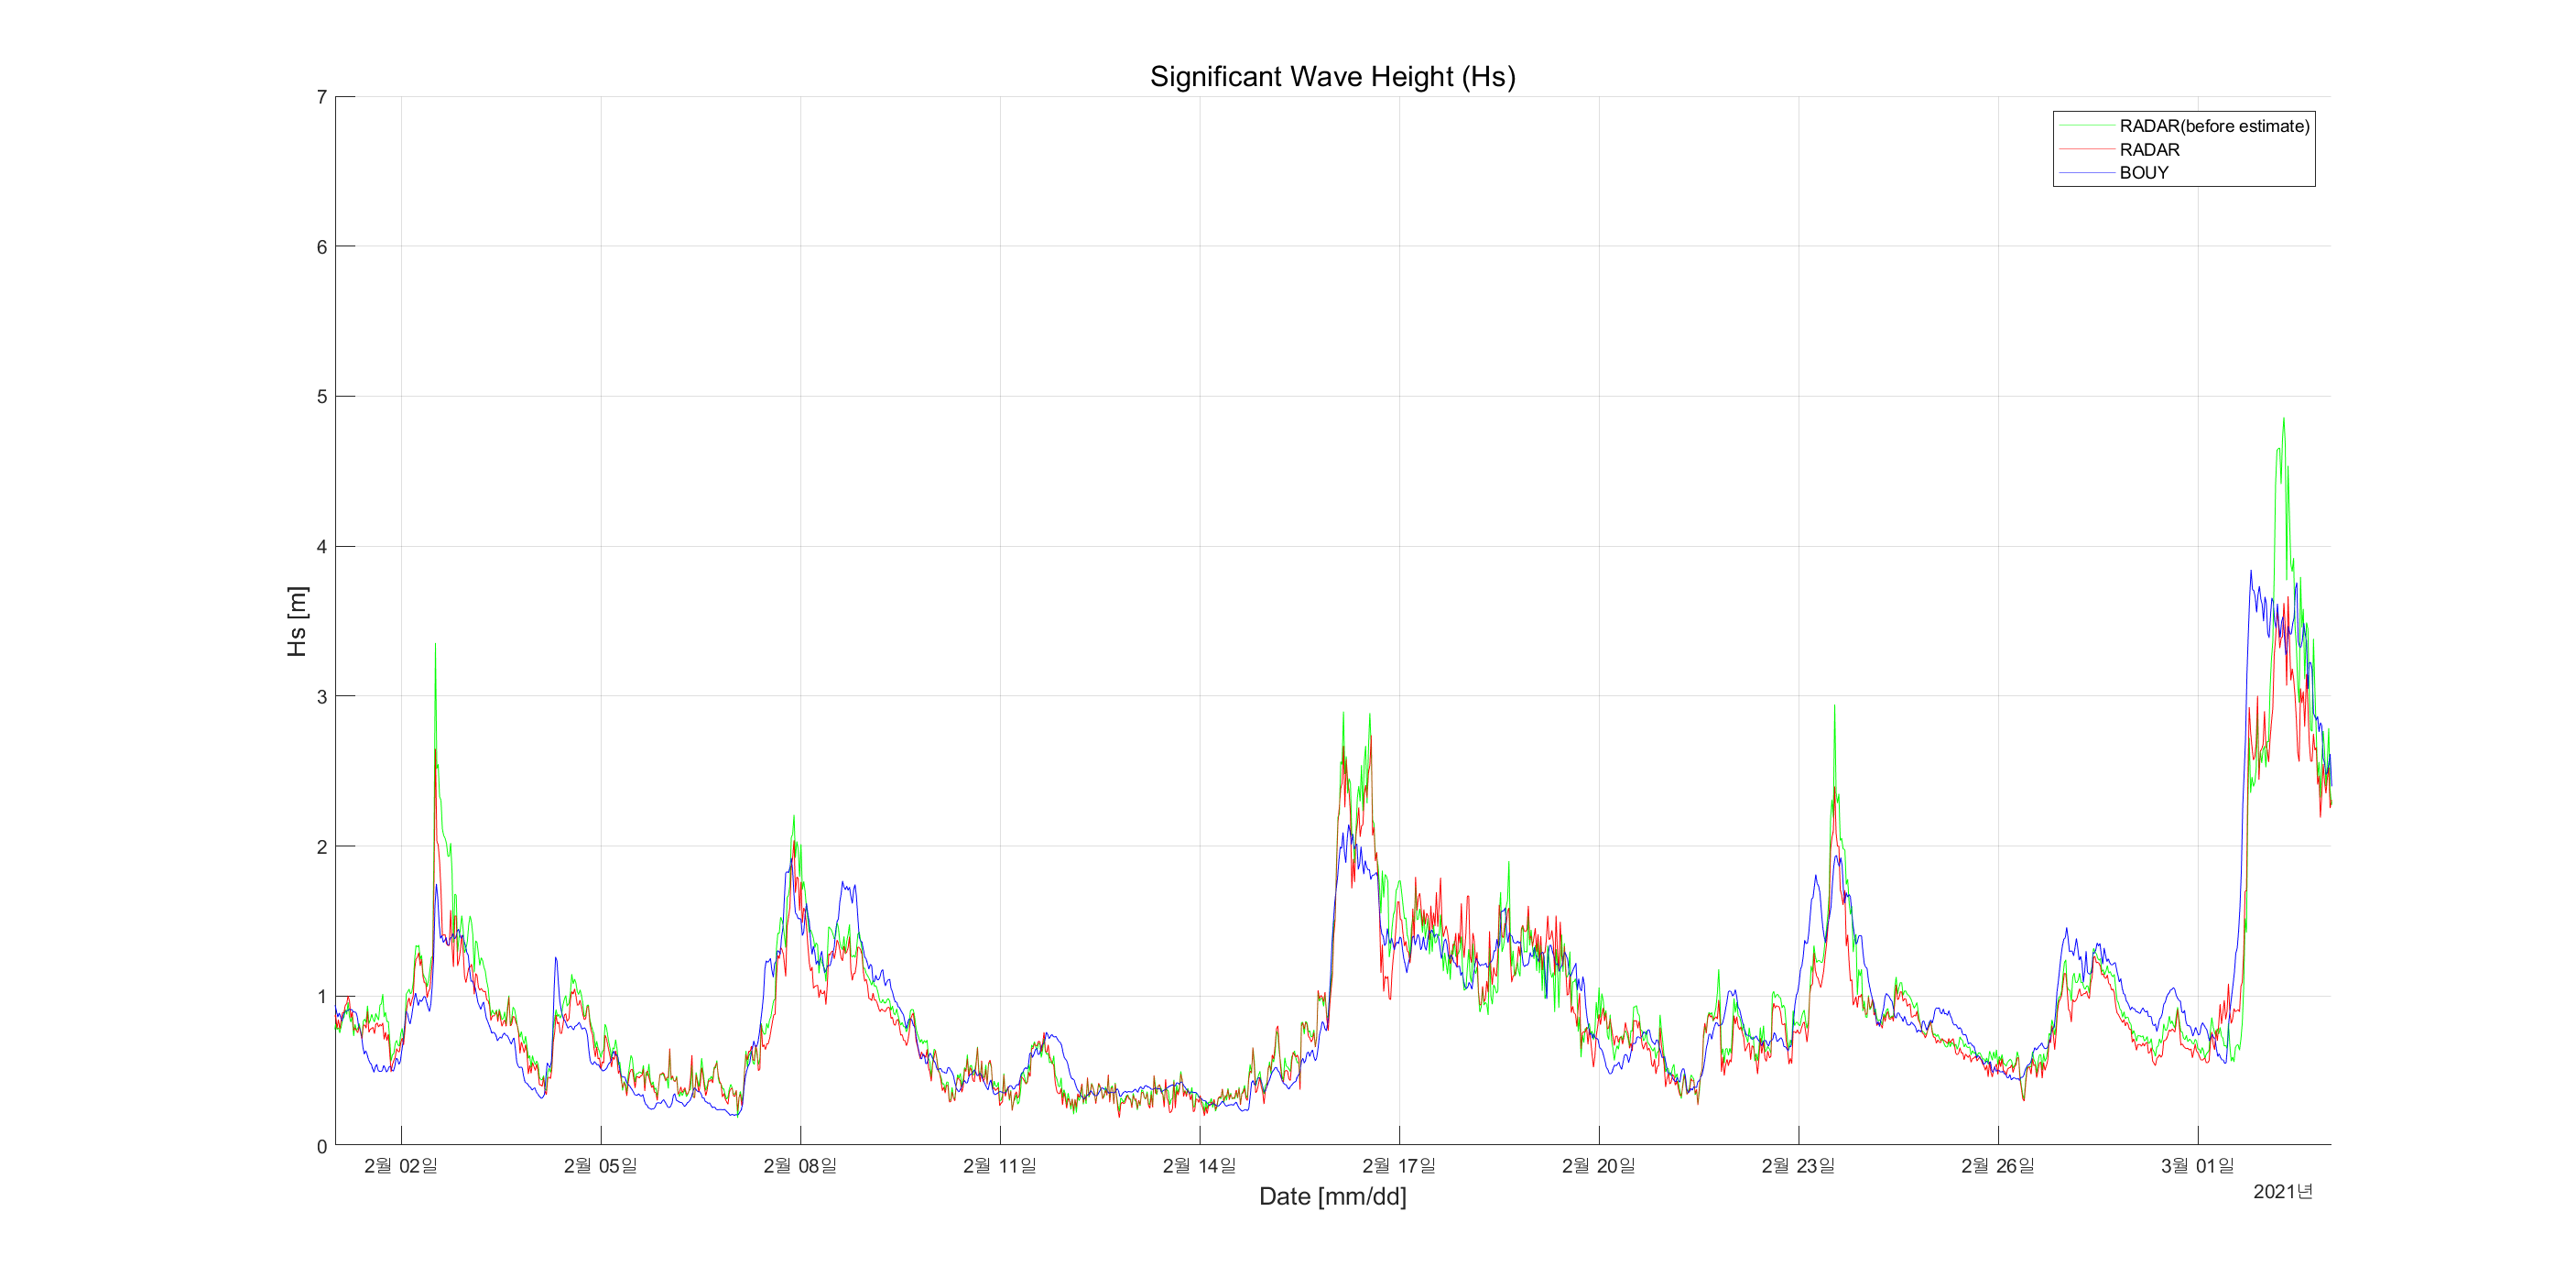 Significant Wave Height (Hs)
RADAR(before estimate)
RADAR
BOUY
7
6
5
4
3
2
1
0
Hs [m]
2월 02일 2월 05일 2월 08일 2월 11일 2월 14일 2월 17일 2월 20일 2월 23일 2월 26일 3월 01일
2021년
Date [mm/dd]